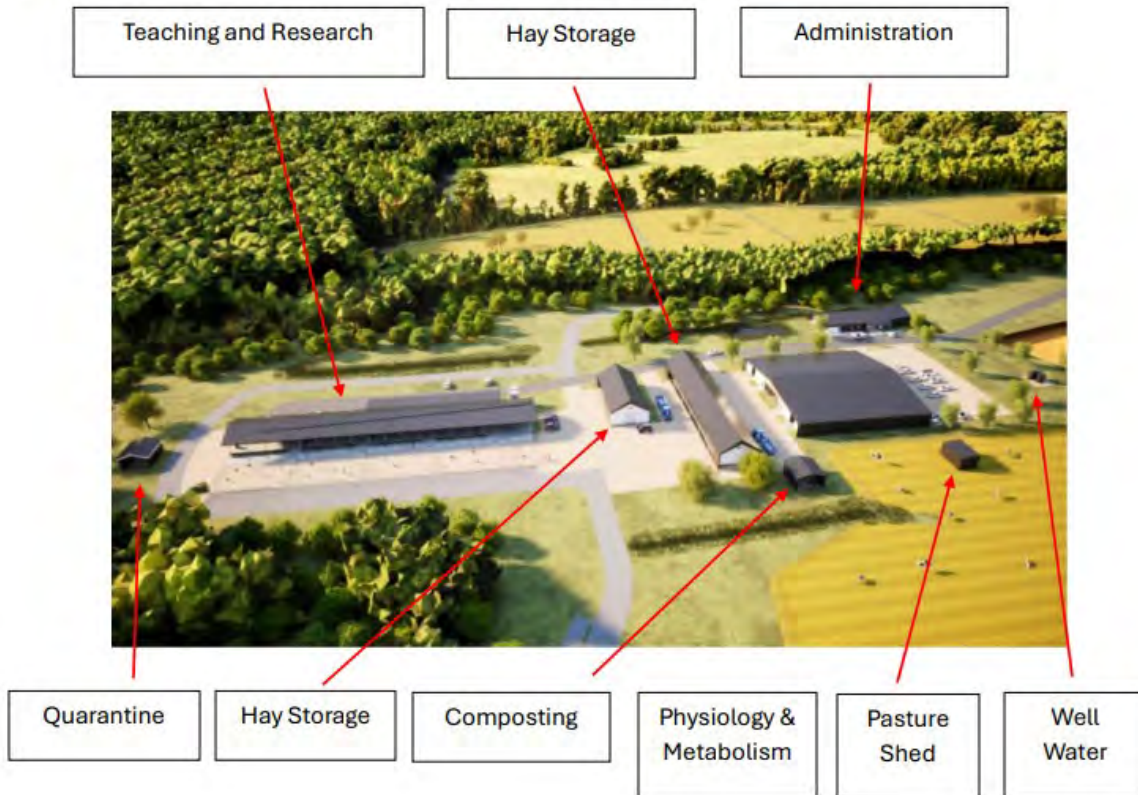 Teaching and Research
Hay Storage
Administration
Quarantine
Hay Storage
Composting
Physiology &
Metabolism
Pasture
Shed
Well
Water